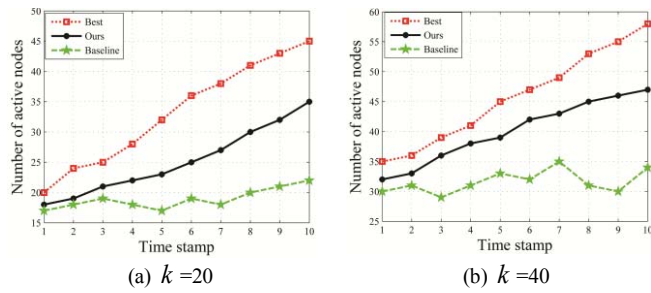 50
45
40
35
30
25
20
15
Number of active nodes
Best
Ours
Baseline
1 2 3 4 5 6 7 8 9 10
Time stamp
(a) k =20
60
55
50
45
40
35
30
25
Number of active nodes
Best
Ours
Baseline
1 2 3 4 5 6 7 8 9 10
Time stamp
(b) k =40